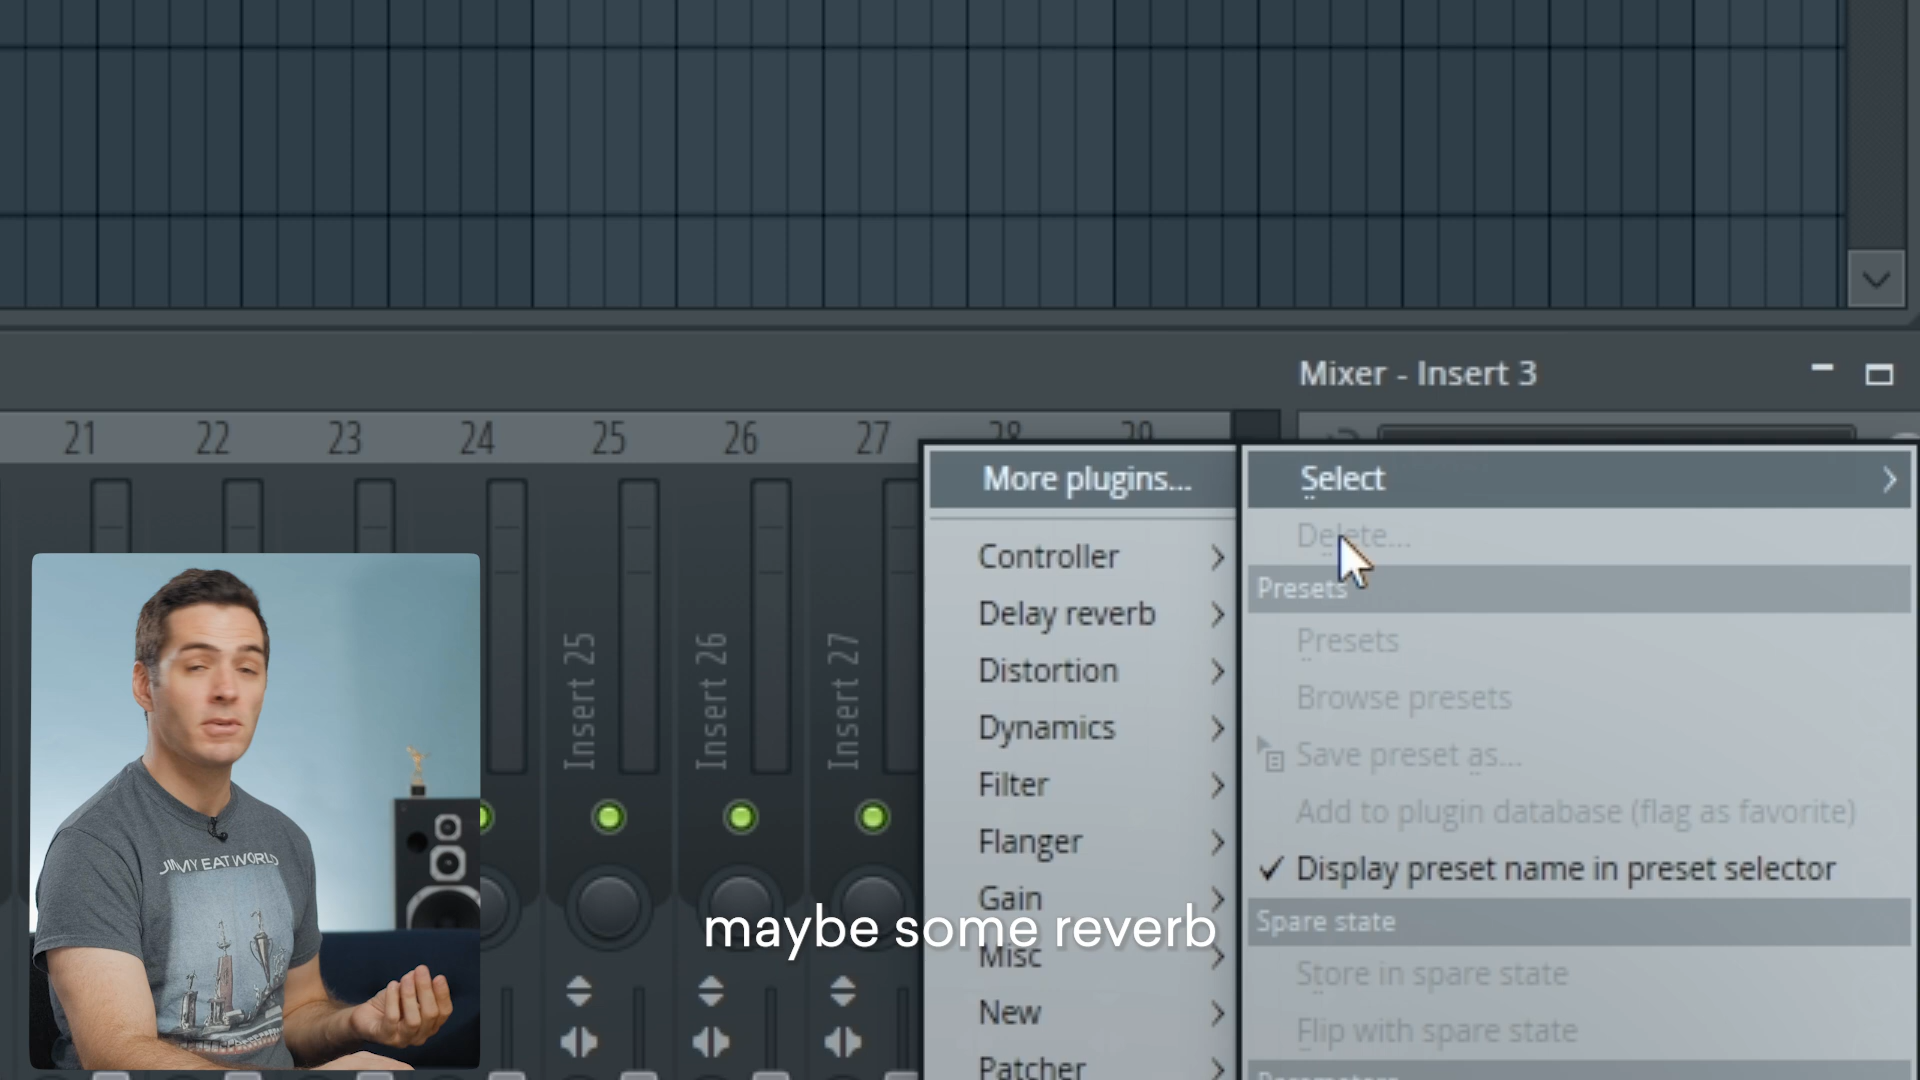 Mixer - Insert 3
21 22 23 24 25 26 27 28 29
More plugins...
Controller
Delay reverb
Distortion
Dynamics
Filter
Flanger
Gain
Misc
New
Patcher
Select
Delete...
Presets
Presets
Browse presets
Save preset as...
Add to plugin database (flag as favorite)
Display preset name in preset selector
Spare state
Store in spare state
Flip with spare state
Parameters
Insert 25
Insert 26
Insert 27
JIMMY EAT WORLD
maybe some reverb